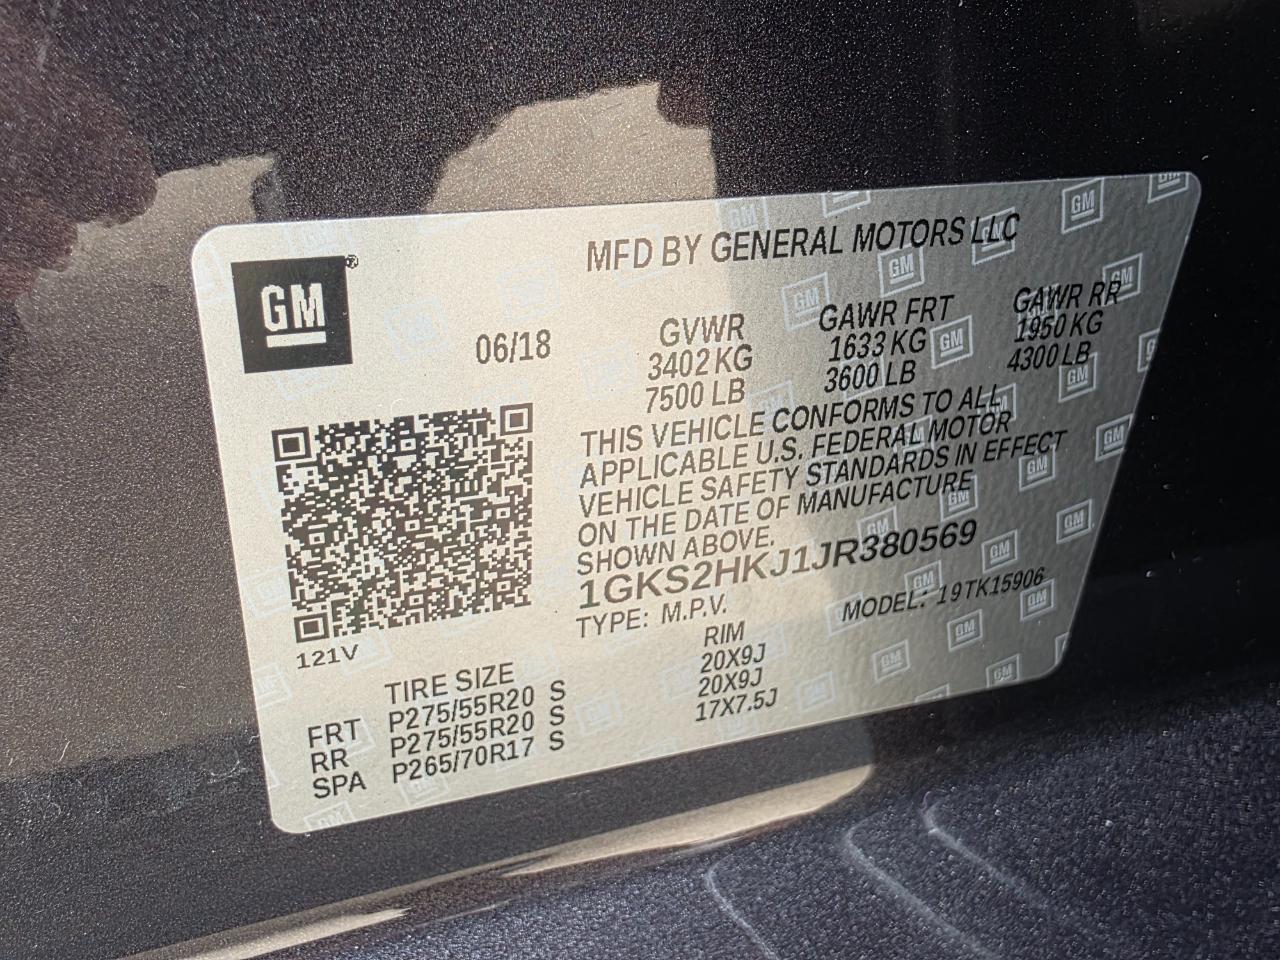 GM®
MFD BY GENERAL MOTORS LLC
06/18
GVWR GAWR FRT GAWR RR
3402 KG 1633 KG 1950 KG
7500 LB 3600 LB 4300 LB
THIS VEHICLE CONFORMS TO ALL
APPLICABLE U.S. FEDERAL MOTOR
VEHICLE SAFETY STANDARDS IN EFFECT
ON THE DATE OF MANUFACTURE
SHOWN ABOVE.
1GKS2HKJ1JR380569
TYPE: M.P.V. MODEL: 19TK15906
121V
TIRE SIZE RIM
FRT P275/55R20 S 20X9J
RR P275/55R20 S 20X9J
SPA P265/70R17 S 17X7.5J